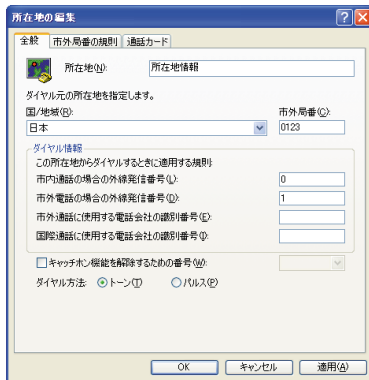 所在地の編集
全般 市外局番の規則 通話カード
所在地(N): 所在地情報
ダイヤル元の所在地を指定します。
国/地域(R): 市外局番(C):
日本 0123
ダイヤル情報
この所在地からダイヤルするときに適用する規則:
市内通話の場合の外線発信番号(L): 0
市外電話の場合の外線発信番号(D): 1
市外通話に使用する電話会社の識別番号(E):
国際通話に使用する電話会社の識別番号(I):
キャッチホン機能を解除するための番号(W):
ダイヤル方法: トーン(T) パルス(P)
OK キャンセル 適用(A)